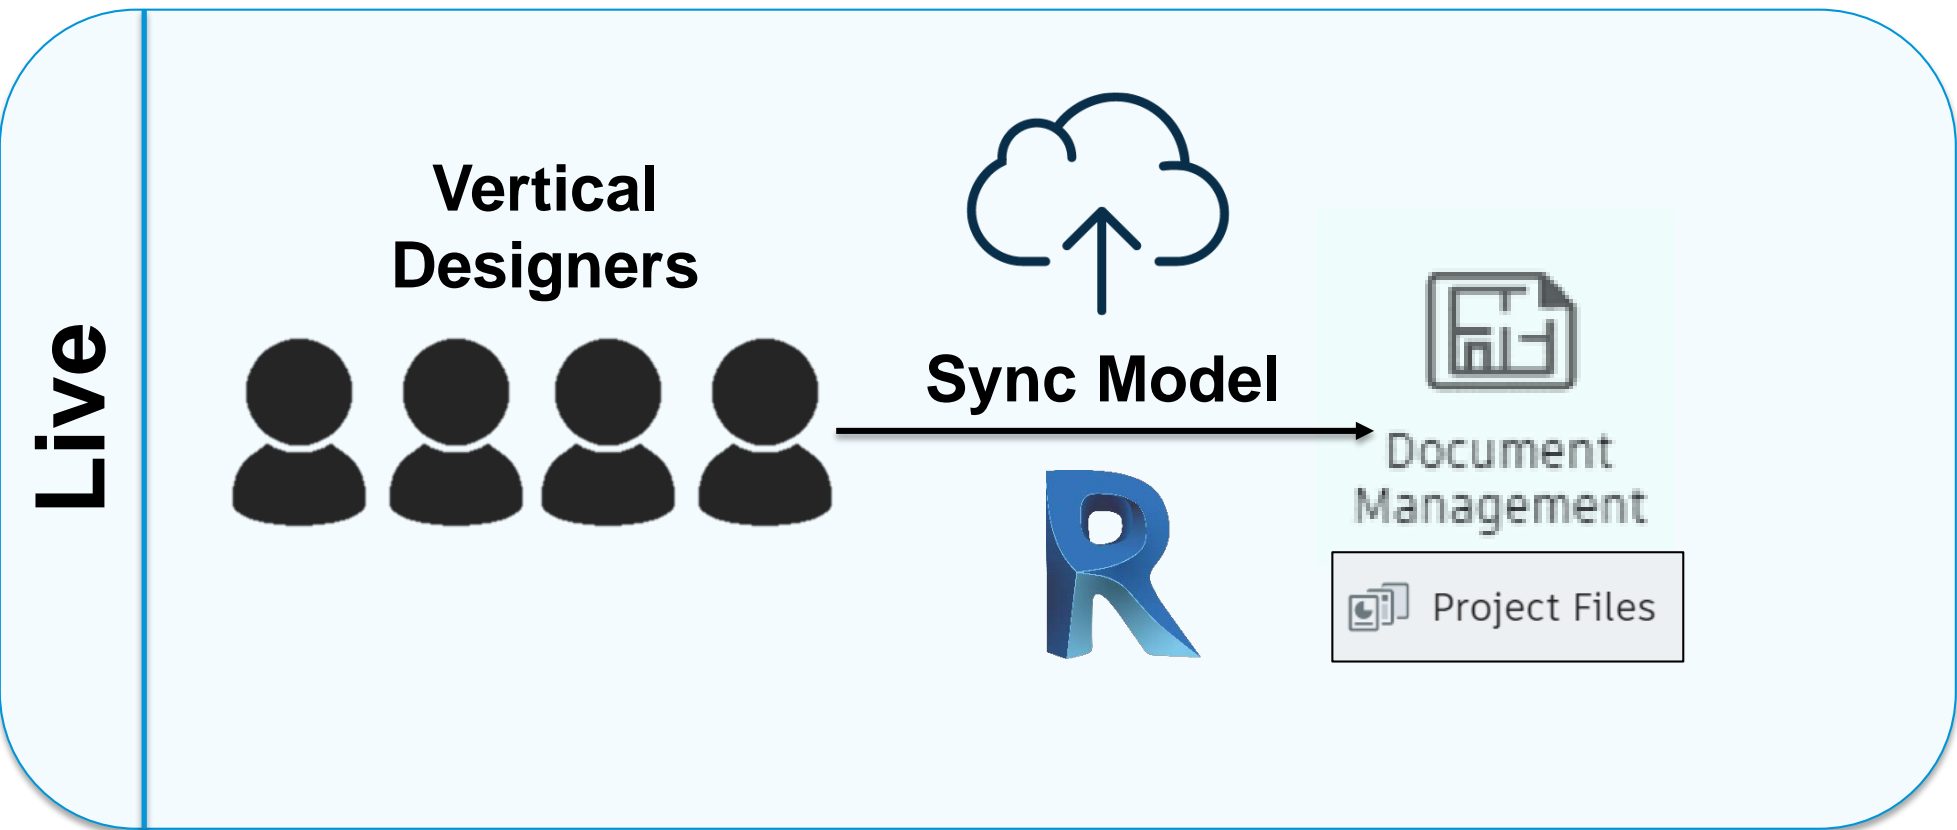 Live
Vertical
Designers
Sync Model
Document
Management
Project Files